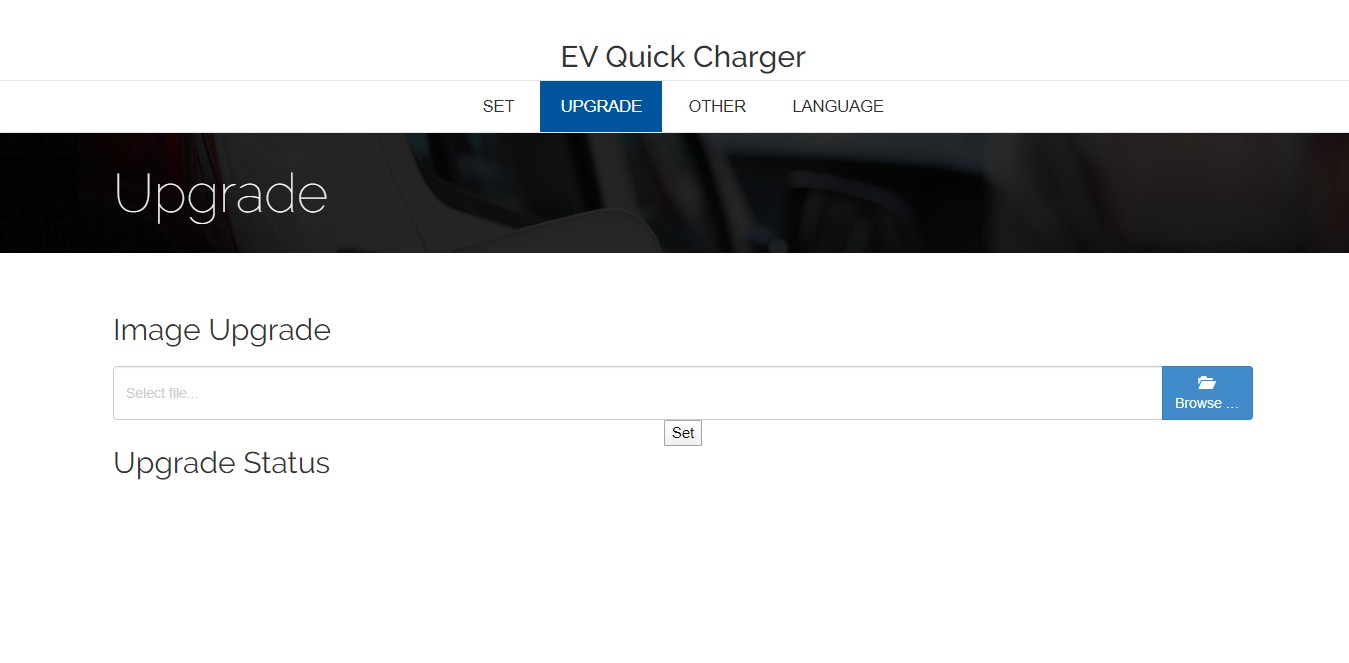 EV Quick Charger
SET UPGRADE OTHER LANGUAGE
Upgrade
Image Upgrade
Select file...
Browse ...
Set
Upgrade Status